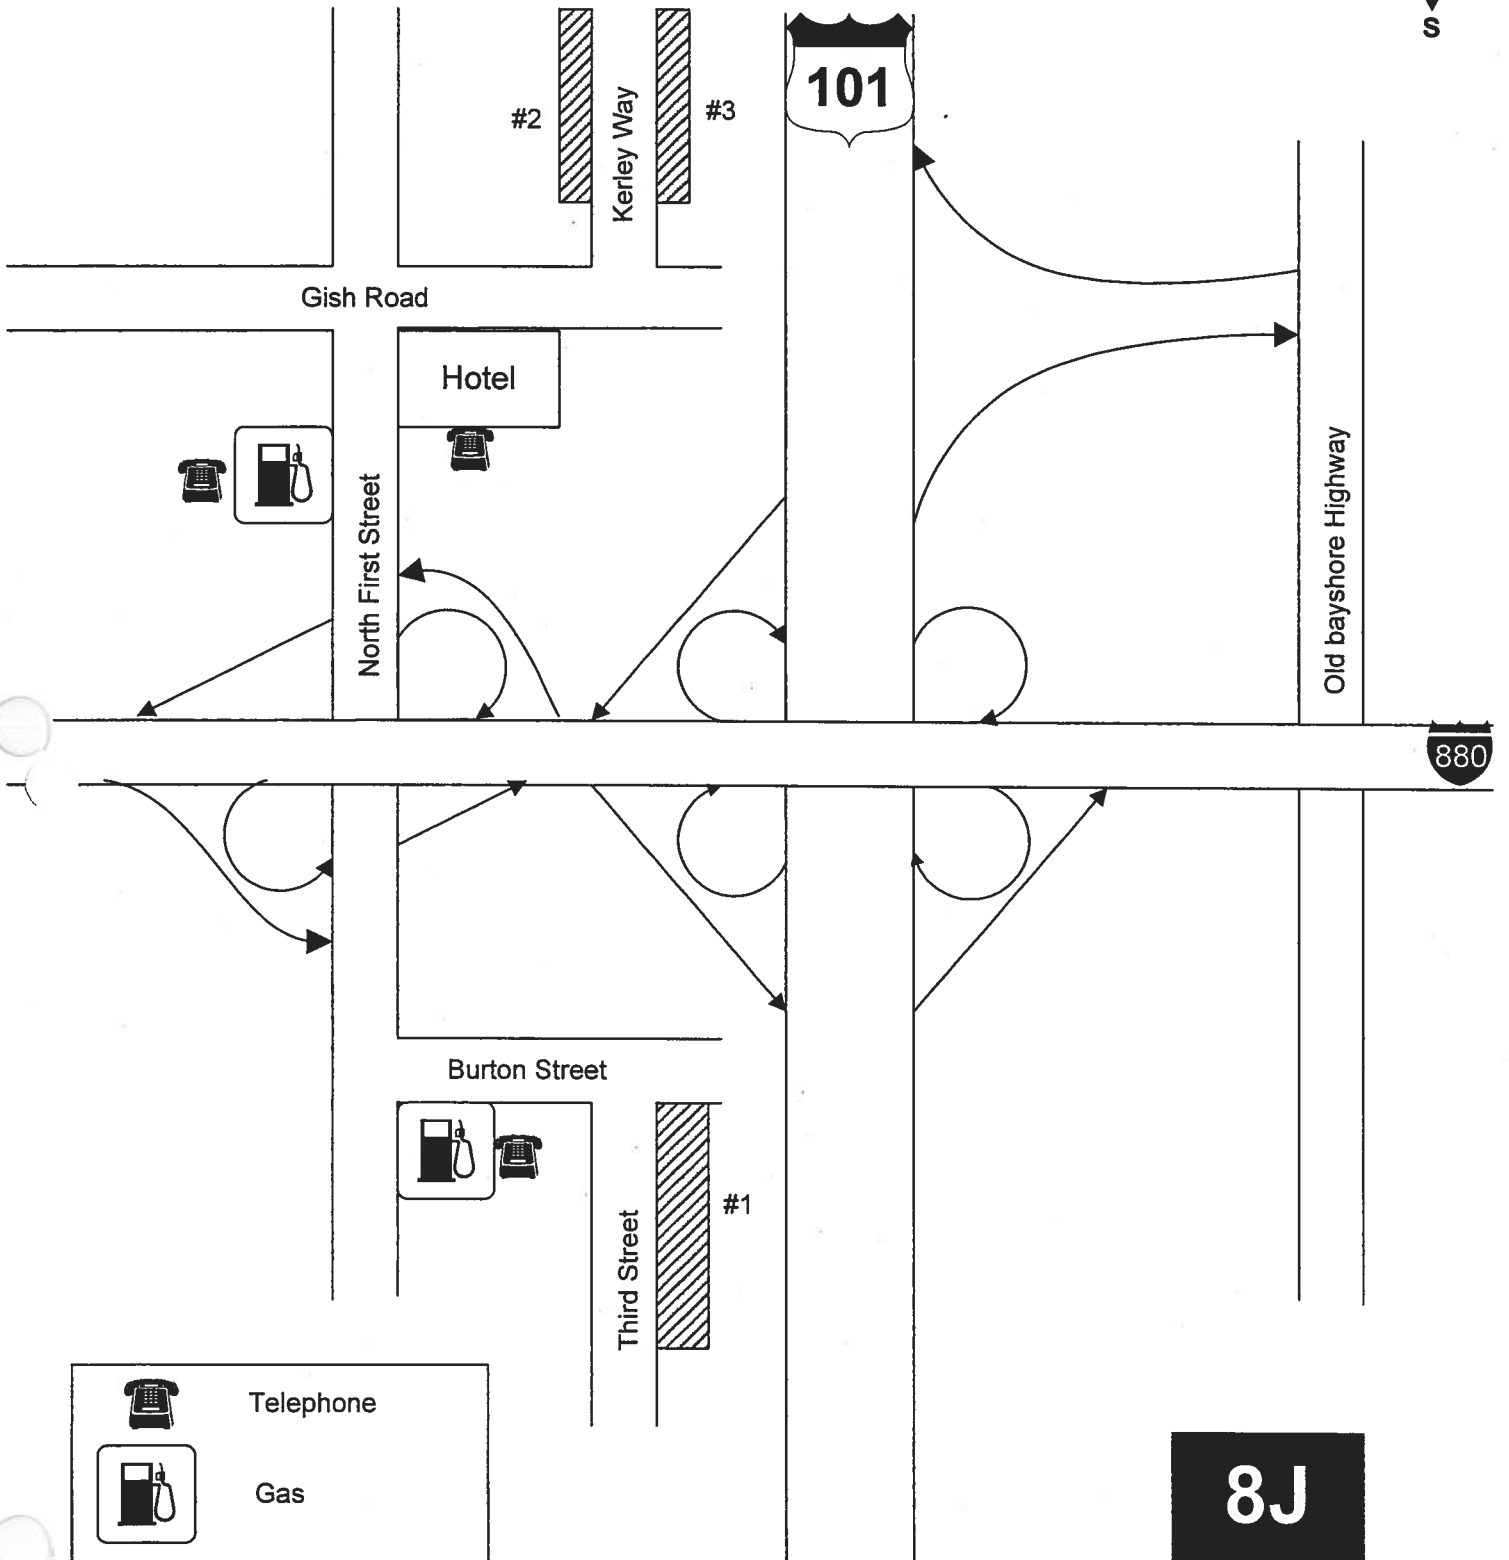 S
101
#2
Kerley Way
#3
Gish Road
Hotel
North First Street
Old bayshore Highway
880
Burton Street
#1
Third Street
Telephone
Gas
8J